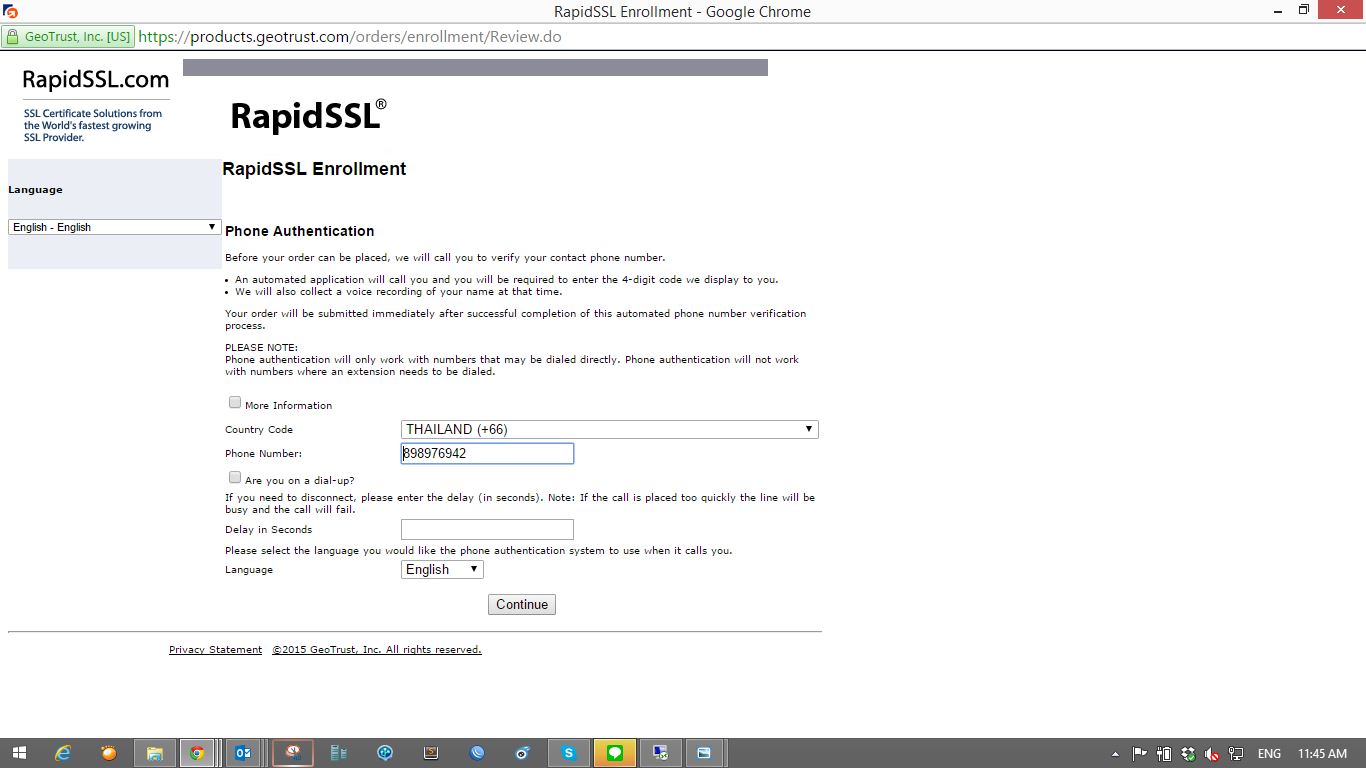 RapidSSL Enrollment - Google Chrome
GeoTrust, Inc. [US]
https://products.geotrust.com/orders/enrollment/Review.do
RapidSSL.com
SSL Certificate Solutions from
the World's fastest growing
SSL Provider.
RapidSSL®
RapidSSL Enrollment
Language
English - English
Phone Authentication
Before your order can be placed, we will call you to verify your contact phone number.
• An automated application will call you and you will be required to enter the 4-digit code we display to you.
• We will also collect a voice recording of your name at that time.
Your order will be submitted immediately after successful completion of this automated phone number verification
process.
PLEASE NOTE:
Phone authentication will only work with numbers that may be dialed directly. Phone authentication will not work
with numbers where an extension needs to be dialed.
More Information
Country Code
THAILAND (+66)
Phone Number:
898976942
Are you on a dial-up?
If you need to disconnect, please enter the delay (in seconds). Note: If the call is placed too quickly the line will be
busy and the call will fail.
Delay in Seconds
Please select the language you would like the phone authentication system to use when it calls you.
Language
English
Continue
Privacy Statement
©2015 GeoTrust, Inc. All rights reserved.
ENG
11:45 AM